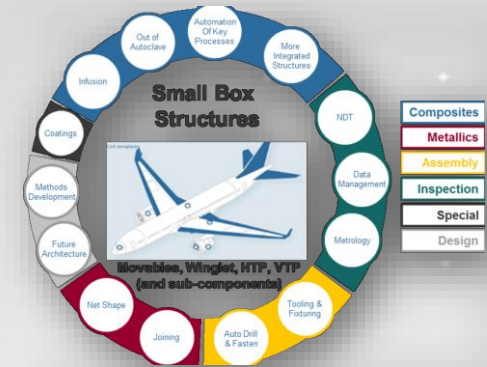 Automation
Of Key
Processes
Out of
Autoclave
More
Integrated
Structures
Infusion
Small Box
Structures
NDT
Coatings
Composites
Metallics
Assembly
Inspection
Special
Design
Methods
Development
Data
Management
Future
Architecture
Metrology
Movables, Winglet, HTP, VTP
(and sub-components)
Net Shape
Tooling &
Fixturing
Joining
Auto Drill
& Fasten